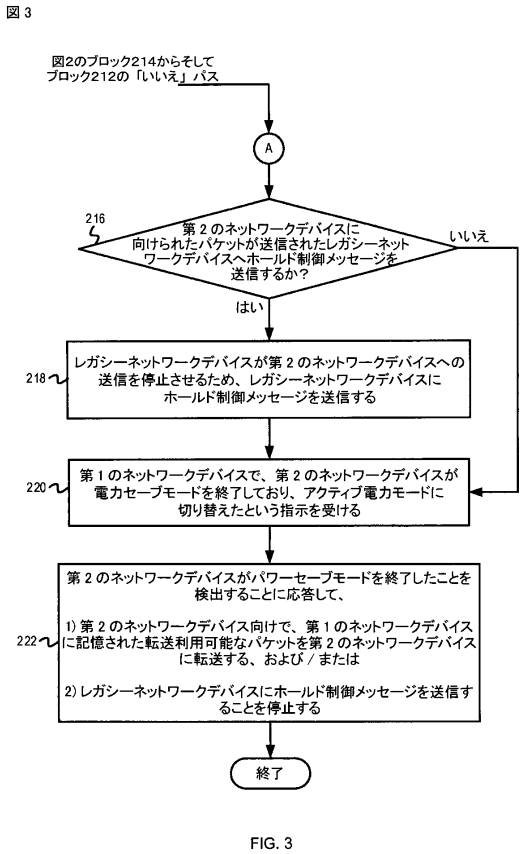 図3
図2のブロック214からそして
ブロック212の「いいえ」パス
A
216
第2のネットワークデバイスに
向けられたパケットが送信されたレガシーネット
ワークデバイスへホールド制御メッセージを
送信するか?
いいえ
はい
218
レガシーネットワークデバイスが第2のネットワークデバイスへの
送信を停止させるため、レガシーネットワークデバイスに
ホールド制御メッセージを送信する
220
第1のネットワークデバイスで、第2のネットワークデバイスが
電力セーブモードを終了しており、アクティブ電力モードに
切り替えたという指示を受ける
222
第2のネットワークデバイスがパワーセーブモードを終了したことを
検出することに応答して、
1) 第2のネットワークデバイス向けで、第1のネットワークデバイス
に記憶された転送利用可能なパケットを第2のネットワークデバイス
に転送する、および/または
2) レガシーネットワークデバイスにホールド制御メッセージを送信す
ることを停止する
終了
FIG. 3